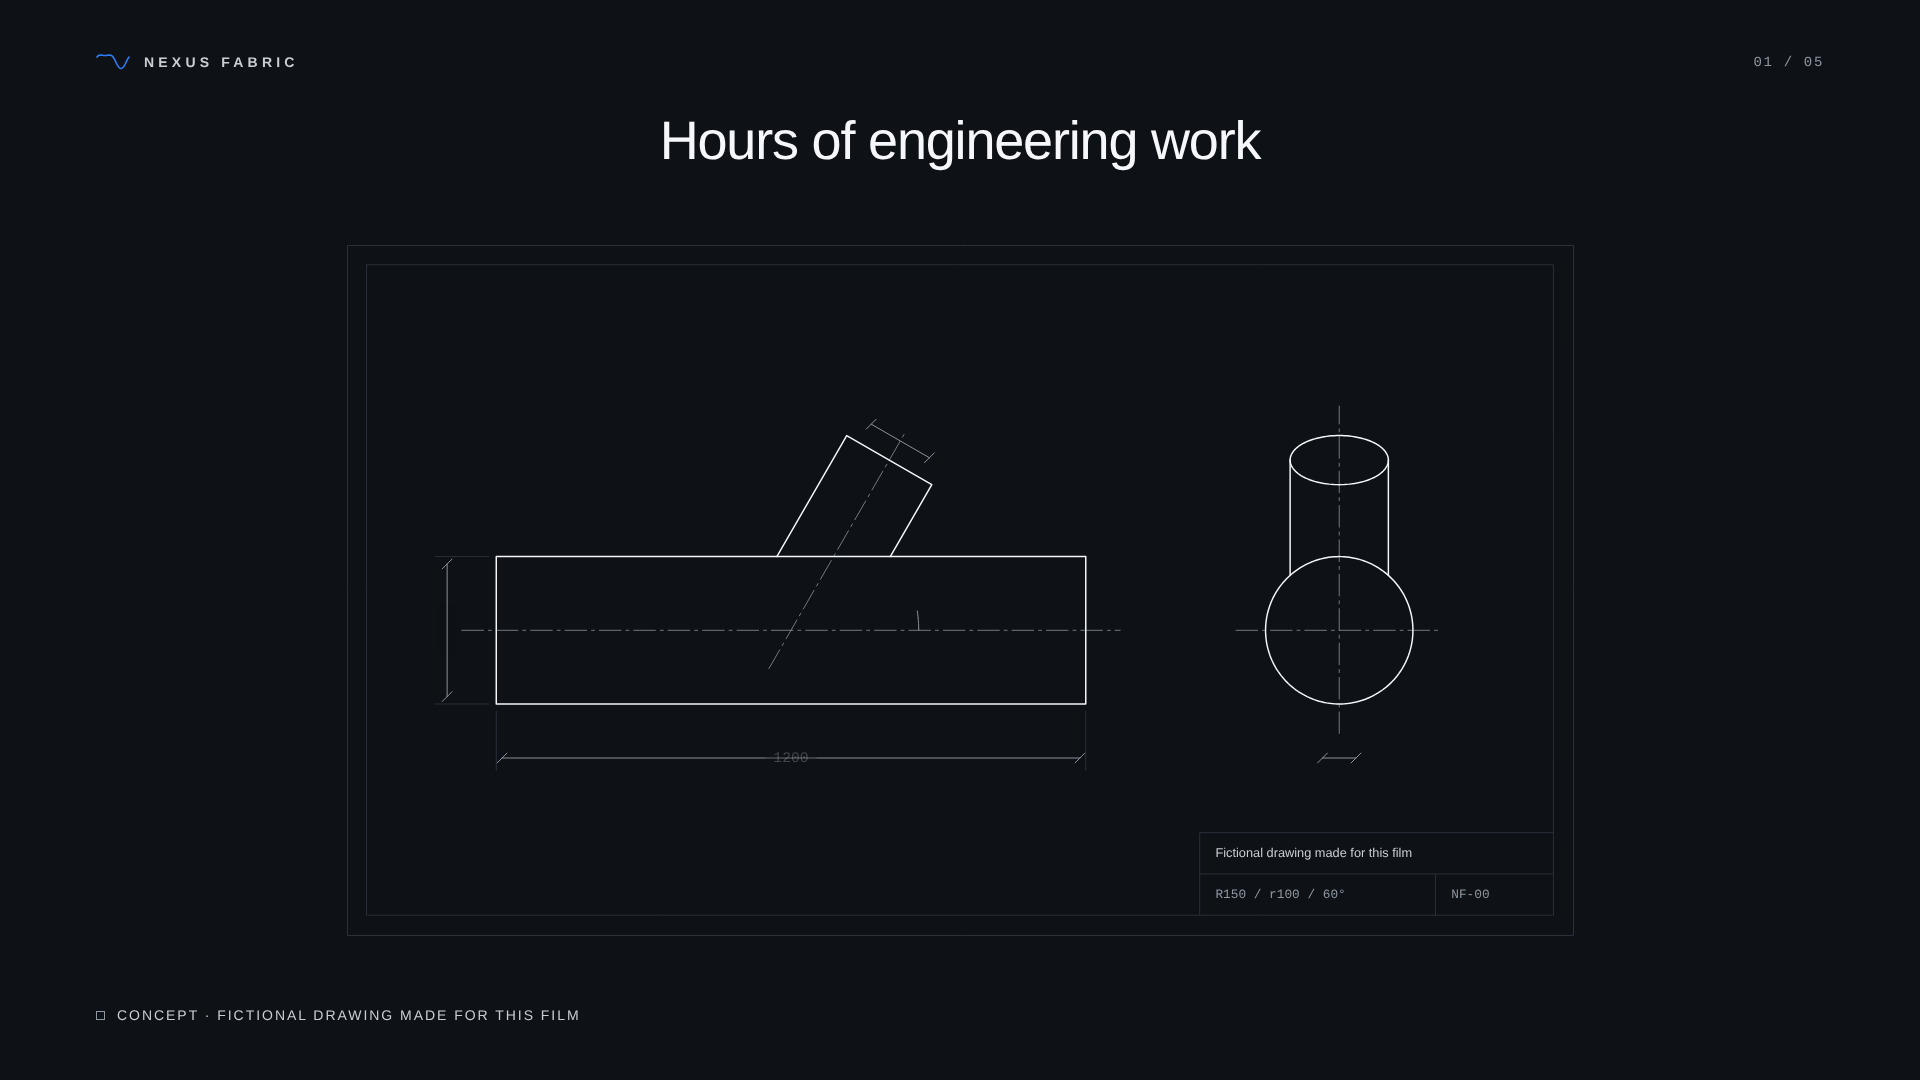 NEXUS FABRIC
01 / 05
Hours of engineering work
1200
Fictional drawing made for this film
R150 / r100 / 60°
NF-00
CONCEPT · FICTIONAL DRAWING MADE FOR THIS FILM